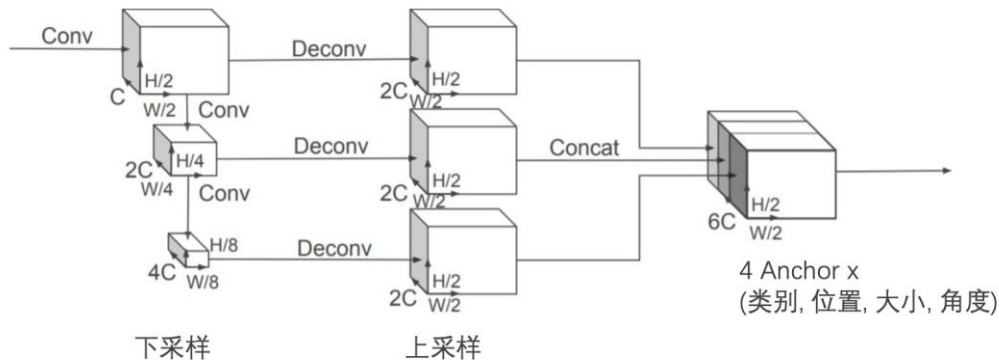 Conv
Deconv
H/2
C
W/2
Conv
2C
W/2
H/2
Deconv
Concat
H/4
2C
W/4
Conv
H/2
2C
W/2
H/2
6C
W/2
Deconv
H/8
4C
W/8
H/2
2C
W/2
4 Anchor x
(类别, 位置, 大小, 角度)
下采样
上采样